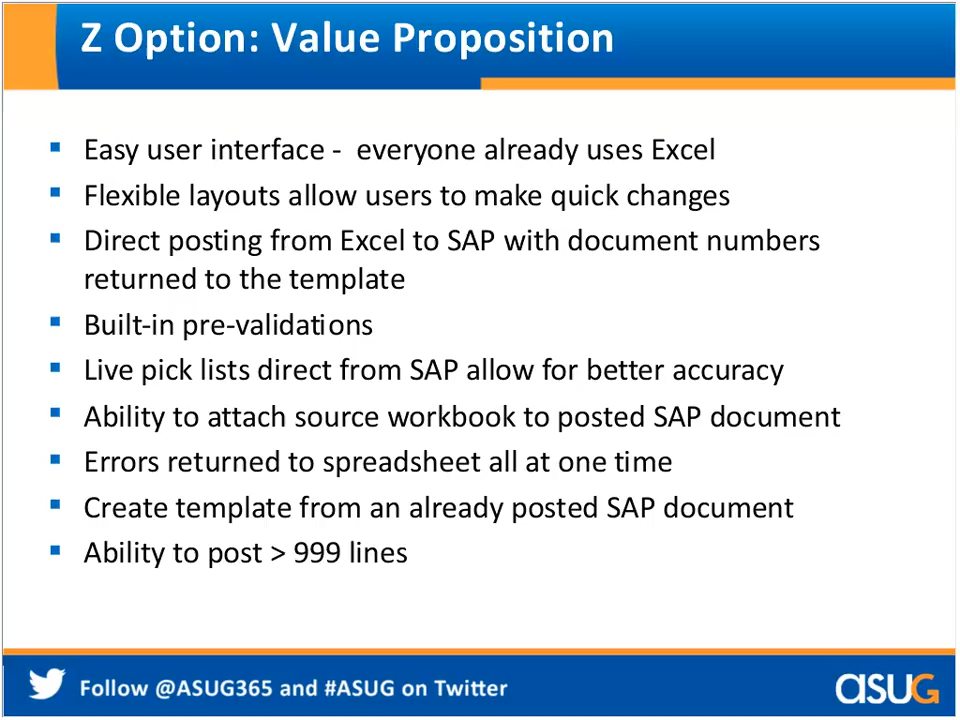 Z Option: Value Proposition
Easy user interface -  everyone already uses Excel
Flexible layouts allow users to make quick changes
Direct posting from Excel to SAP with document numbers
returned to the template
Built-in pre-validations
Live pick lists direct from SAP allow for better accuracy
Ability to attach source workbook to posted SAP document
Errors returned to spreadsheet all at one time
Create template from an already posted SAP document
Ability to post > 999 lines
Follow @ASUG365 and #ASUG on Twitter
asuG